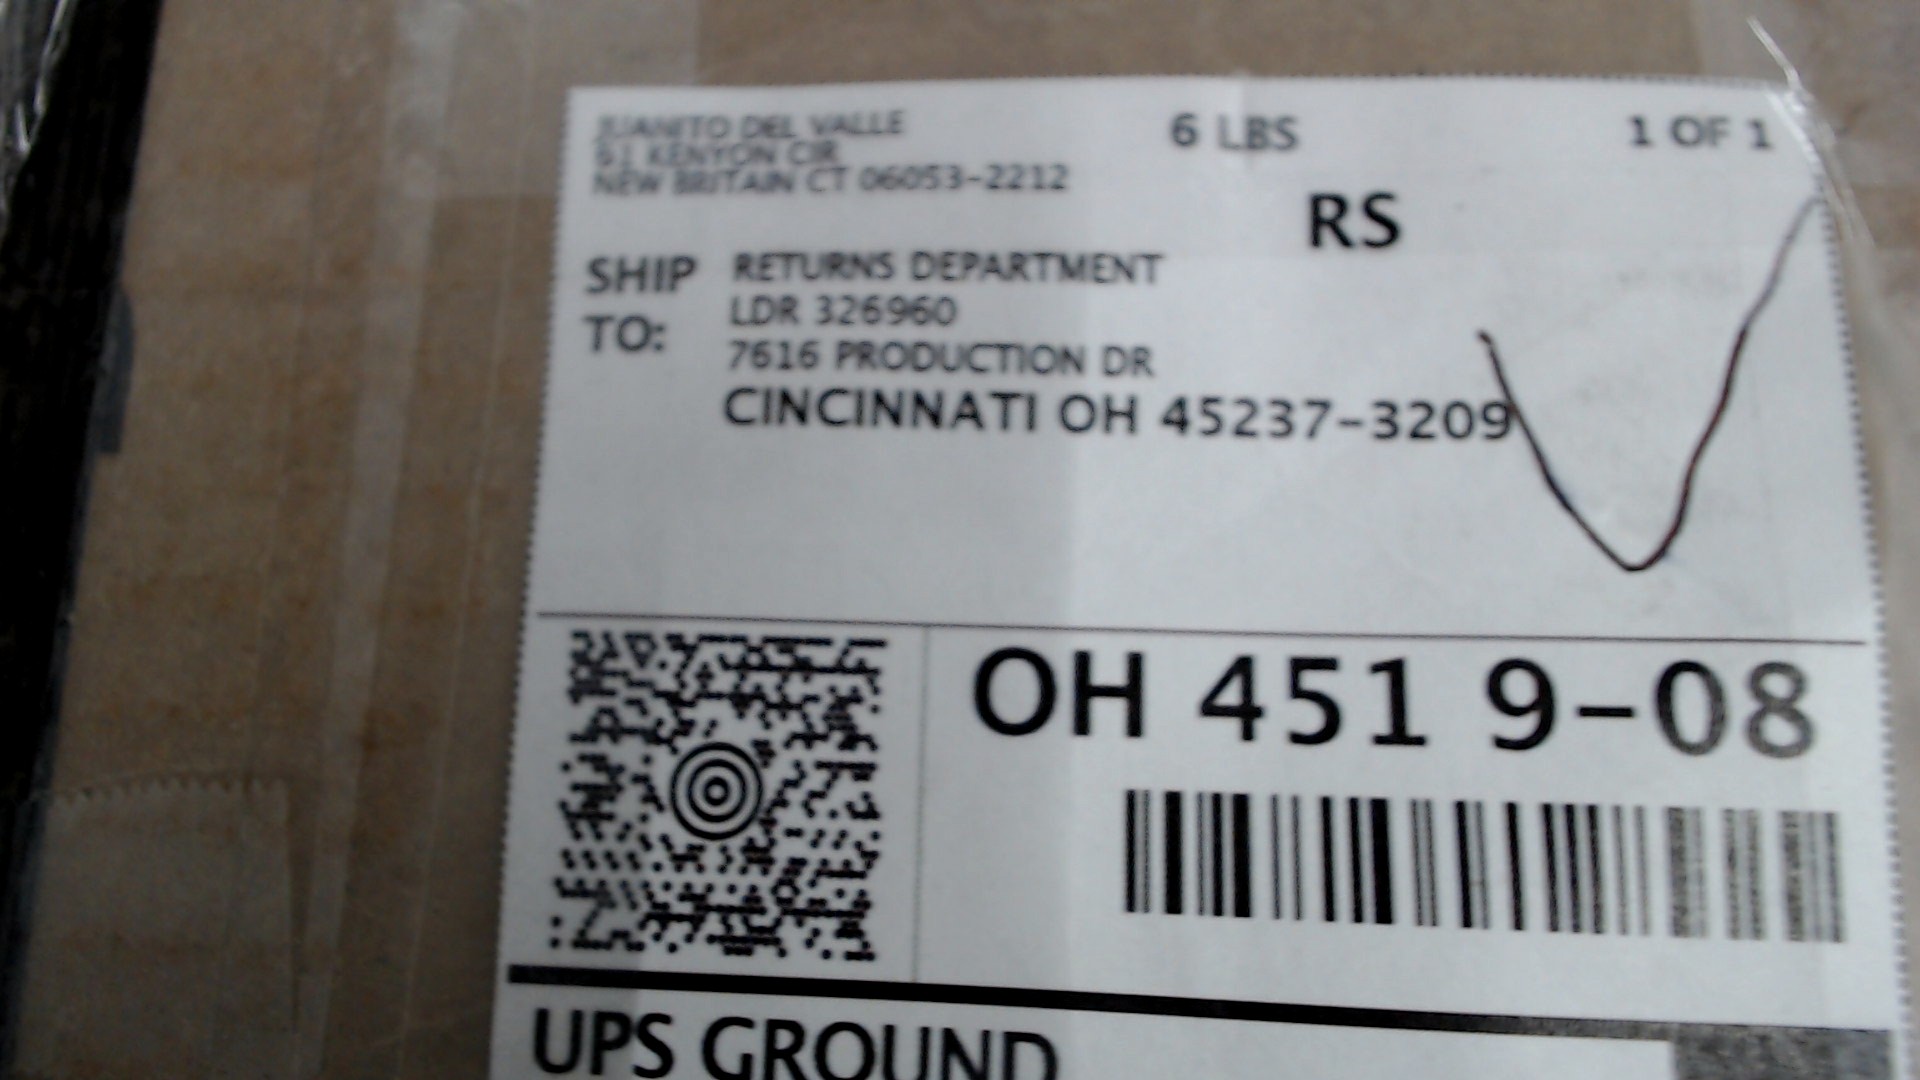 JUANITO DEL VALLE
61 KENYON CIR
NEW BRITAIN CT 06053-2212
6 LBS
1 OF 1
RS
SHIP TO:
RETURNS DEPARTMENT
LDR 326960
7616 PRODUCTION DR
CINCINNATI OH 45237-3209
OH 451 9-08
UPS GROUND